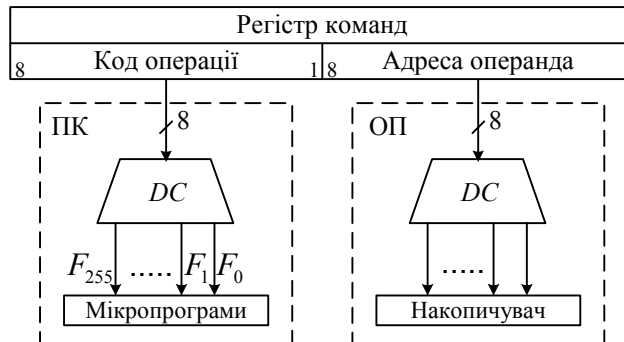 Регістр команд
8 Код операції 1 8 Адреса операнда
ПК 8 ОП 8
DC DC
F255 ..... F1 F0 .....
Мікропрограми Накопичувач